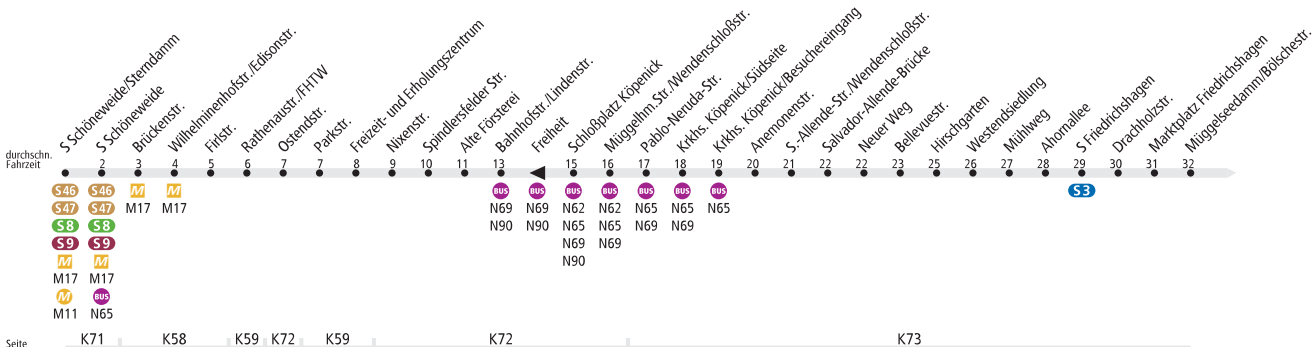 S Schöneweide/Sterndamm
S Schöneweide
Brückenstr.
Wilhelminenhofstr./Edisonstr.
Firlstr.
Rathenaustr./FHTW
Ostendstr.
Parkstr.
Freizeit- und Erholungszentrum
Nixenstr.
Spindlersfelder Str.
Alte Försterei
Bahnhofstr./Lindenstr.
Freiheit
Schloßplatz Köpenick
Müggelhm.Str./Wendenschloßstr.
Pablo-Neruda-Str.
Krkhs. Köpenick/Südseite
Krkhs. Köpenick/Besuchereingang
Anemonenstr.
S.-Allende-Str./Wendenschloßstr.
Salvador-Allende-Brücke
Neuer Weg
Bellevuestr.
Hirschgarten
Westendsiedlung
Mühlweg
Ahornallee
S Friedrichshagen
Drachholzstr.
Marktplatz Friedrichshagen
Müggelseedamm/Bölschestr.
durchschn.
Fahrzeit
2 3 4 5 6 7 7 8 9 10 11 13 15 16 17 18 19 20 21 22 22 23 25 26 27 28 29 30 31 32
S46 S46 M M BUS BUS BUS BUS BUS BUS BUS S3
S47 S47 M17 M17 N69 N69 N62 N62 N65 N65 N65
S8 S8 N90 N90 N65 N65 N69 N69
S9 S9 N69 N69
M M N90
M17 M17
M BUS
M11 N65
Seite K71 K58 K59 K72 K59 K72 K73